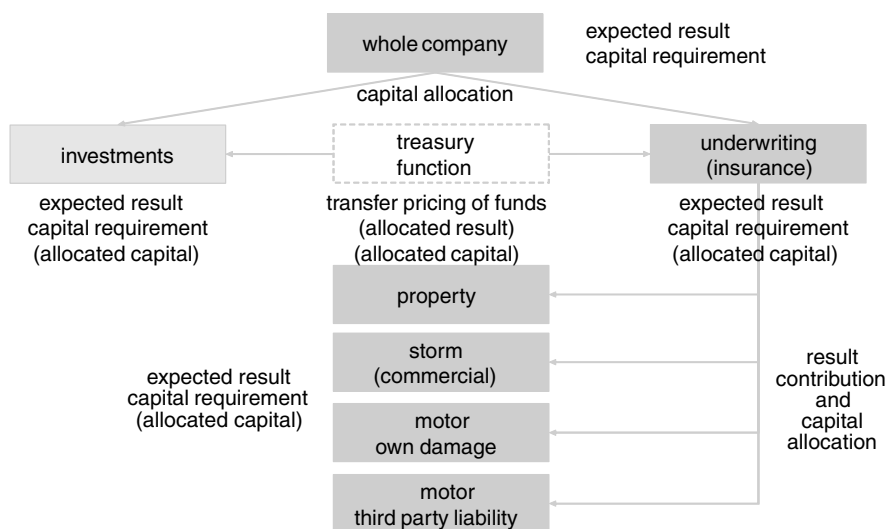 whole company
expected result
capital requirement
capital allocation
investments
treasury
function
underwriting
(insurance)
expected result
capital requirement
(allocated capital)
transfer pricing of funds
(allocated result)
(allocated capital)
expected result
capital requirement
(allocated capital)
property
storm
(commercial)
motor
own damage
motor
third party liability
expected result
capital requirement
(allocated capital)
result
contribution
and
capital
allocation